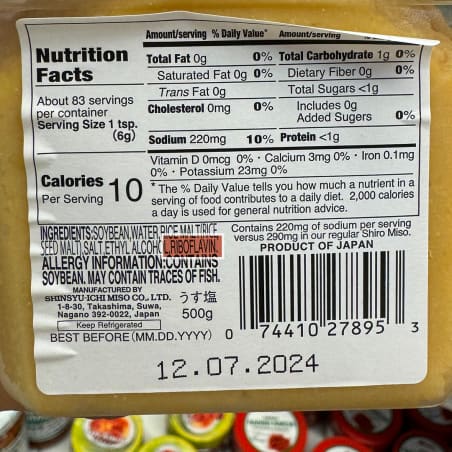 Nutrition Facts
About 83 servings per container
Serving Size 1 tsp. (6g)
Calories Per Serving 10
Amount/serving % Daily Value* Amount/serving % Daily Value*
Total Fat 0g 0% Total Carbohydrate 1g 0%
Saturated Fat 0g 0% Dietary Fiber 0g 0%
Trans Fat 0g Total Sugars <1g
Cholesterol 0mg 0% Includes 0g Added Sugars 0%
Sodium 220mg 10% Protein <1g
Vitamin D 0mcg 0% · Calcium 3mg 0% · Iron 0.1mg
0% · Potassium 23mg 0%
* The % Daily Value tells you how much a nutrient in a
serving of food contributes to a daily diet. 2,000 calories
a day is used for general nutrition advice.
INGREDIENTS:SOYBEAN,WATER,RICE MALT(RICE,
SEED MALT),SALT,ETHYL ALCOHOL,RIBOFLAVIN.
ALLERGY INFORMATION:CONTAINS
SOYBEAN. MAY CONTAIN TRACES OF FISH.
MANUFACTURED BY
SHINSYU-ICHI MISO CO., LTD.
1-8-30, Takashima, Suwa,
Nagano 392-0022, Japan
Keep Refrigerated
うす塩
500g
Contains 220mg of sodium per serving
versus 290mg in our regular Shiro Miso.
PRODUCT OF JAPAN
0 74410 27895 3
BEST BEFORE (MM.DD.YYYY)
12.07.2024